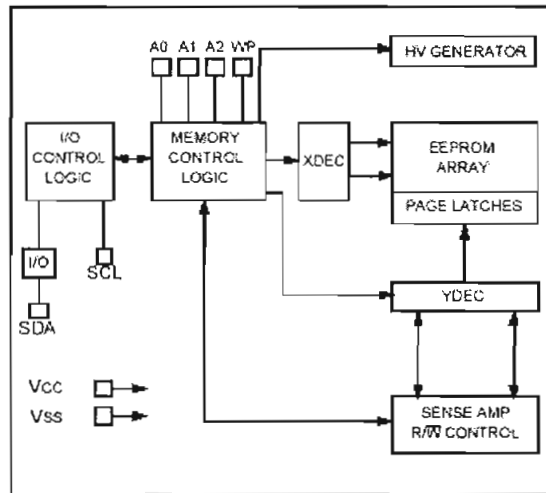 A0 A1 A2 WP
HV GENERATOR
I/O
CONTROL
LOGIC
MEMORY
CONTROL
LOGIC
XDEC
EEPROM
ARRAY
PAGE LATCHES
I/O
SCL
SDA
YDEC
VCC
VSS
SENSE AMP
R/W̅ CONTROL